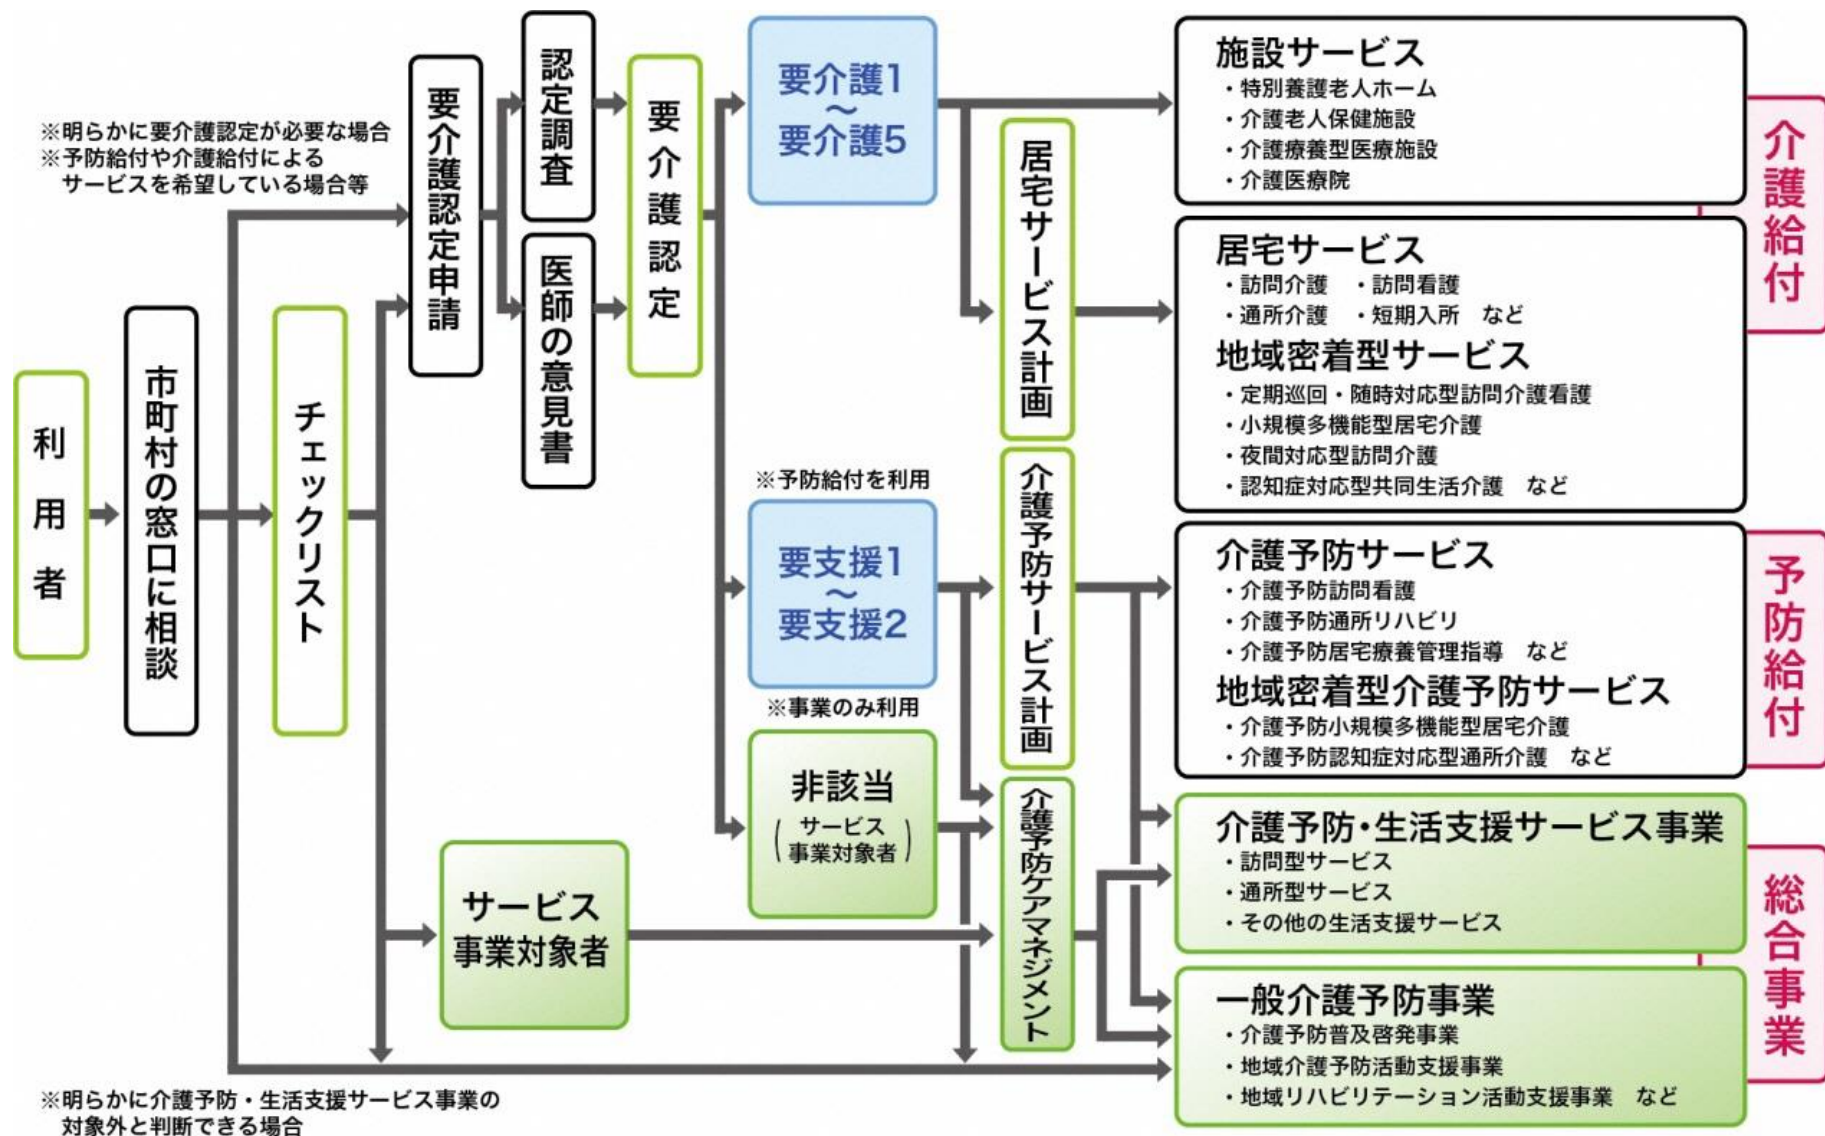 利用者
市町村の窓口に相談
※明らかに要介護認定が必要な場合
※予防給付や介護給付による
サービスを希望している場合等
チェックリスト
※明らかに介護予防・生活支援サービス事業の
対象外と判断できる場合
要介護認定申請
認定調査
医師の意見書
要介護認定
サービス
事業対象者
要介護1
〜
要介護5
※予防給付を利用
要支援1
〜
要支援2
※事業のみ利用
非該当
(サービス
事業対象者)
居宅サービス計画
介護予防サービス計画
介護予防ケアマネジメント
施設サービス
・特別養護老人ホーム
・介護老人保健施設
・介護療養型医療施設
・介護医療院
居宅サービス
・訪問介護 ・訪問看護
・通所介護 ・短期入所 など
地域密着型サービス
・定期巡回・随時対応型訪問介護看護
・小規模多機能型居宅介護
・夜間対応型訪問介護
・認知症対応型共同生活介護 など
介護給付
介護予防サービス
・介護予防訪問看護
・介護予防通所リハビリ
・介護予防居宅療養管理指導 など
地域密着型介護予防サービス
・介護予防小規模多機能型居宅介護
・介護予防認知症対応型通所介護 など
予防給付
介護予防・生活支援サービス事業
・訪問型サービス
・通所型サービス
・その他の生活支援サービス
一般介護予防事業
・介護予防普及啓発事業
・地域介護予防活動支援事業
・地域リハビリテーション活動支援事業 など
総合事業